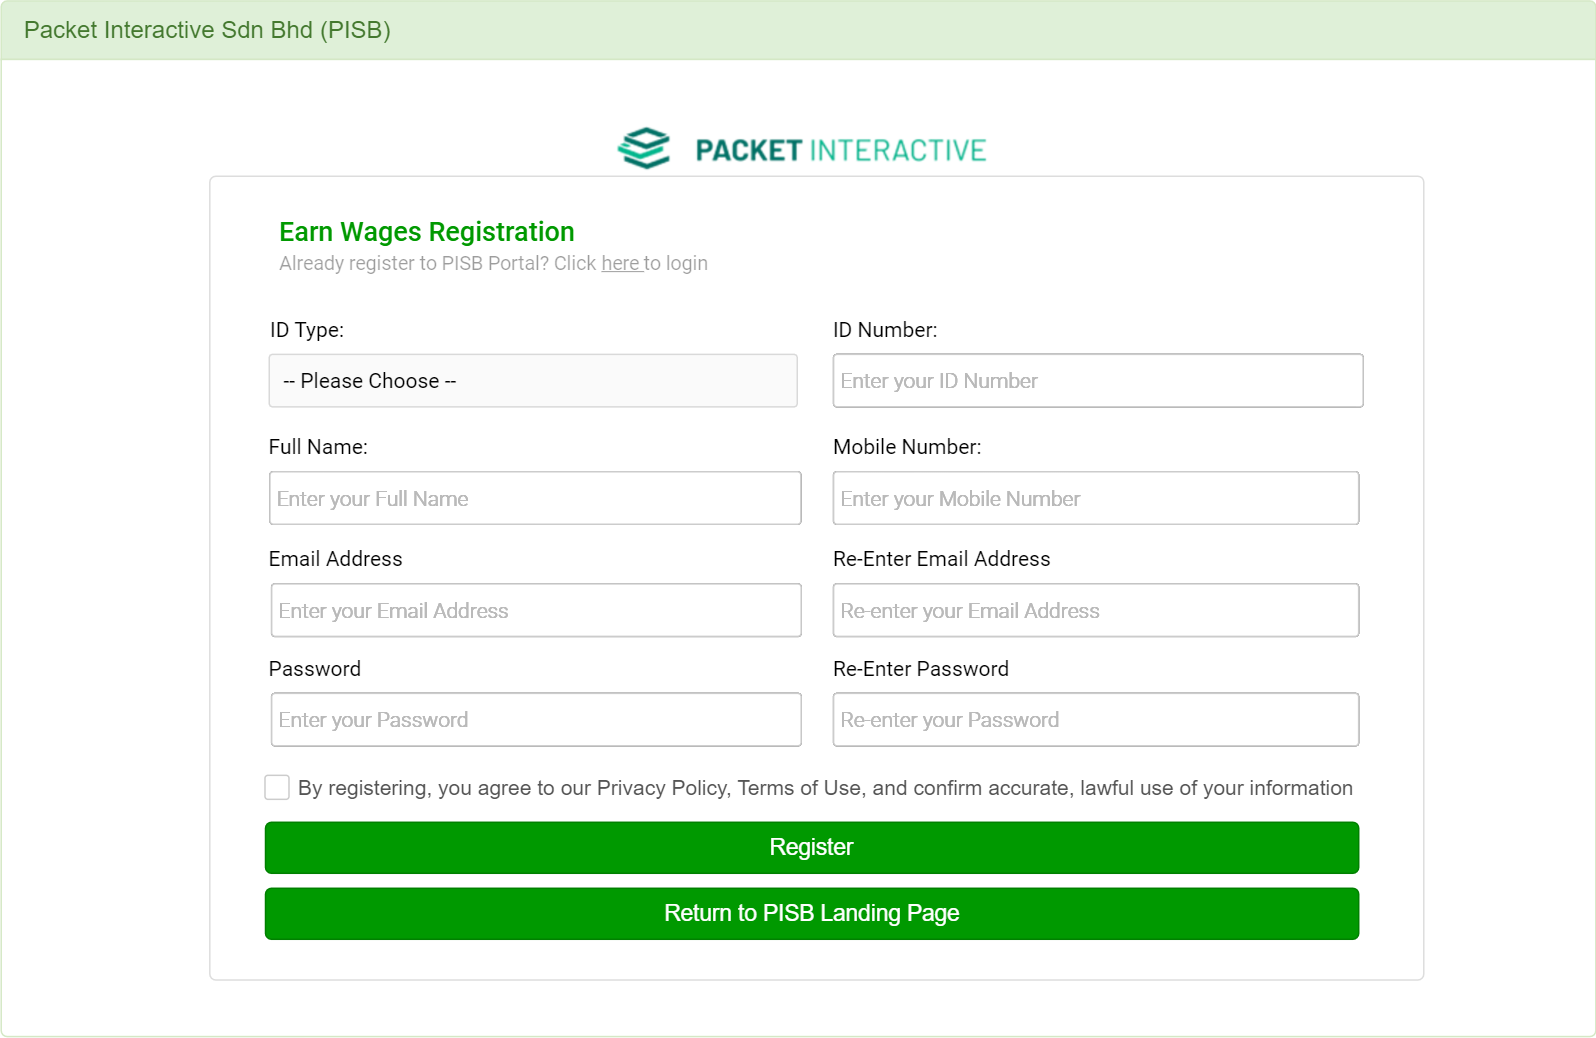 Packet Interactive Sdn Bhd (PISB)
PACKET INTERACTIVE
Earn Wages Registration
Already register to PISB Portal? Click here to login
ID Type:
ID Number:
-- Please Choose --
Enter your ID Number
Full Name:
Mobile Number:
Enter your Full Name
Enter your Mobile Number
Email Address
Re-Enter Email Address
Enter your Email Address
Re-enter your Email Address
Password
Re-Enter Password
Enter your Password
Re-enter your Password
By registering, you agree to our Privacy Policy, Terms of Use, and confirm accurate, lawful use of your information
Register
Return to PISB Landing Page